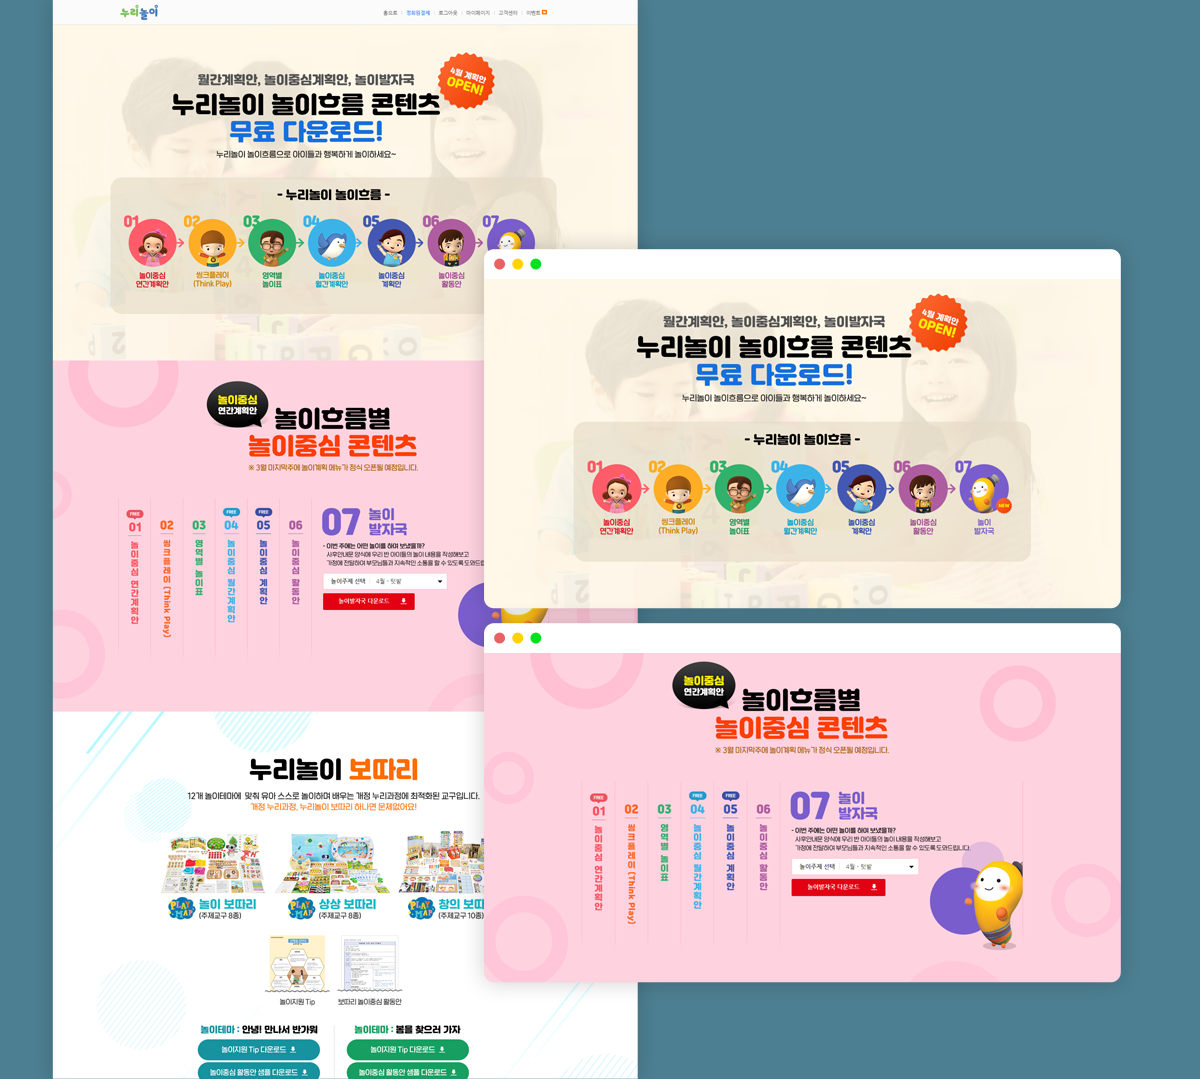 누리놀이
홈으로 | 정회원결제 | 로그아웃 | 마이페이지 | 고객센터 | 이벤트
월간계획안, 놀이중심계획안, 놀이발자국
4월 계획안
OPEN!
누리놀이 놀이흐름 콘텐츠
무료 다운로드!
누리놀이 놀이흐름으로 아이들과 행복하게 놀이하세요~
- 누리놀이 놀이흐름 -
01 02 03 04 05 06 07
놀이중심 연간계획안
씽크플레이 (Think Play)
영역별 놀이표
놀이중심 월간계획안
놀이중심 계획안
놀이중심 활동안
놀이중심
연간계획안
놀이흐름별
놀이중심 콘텐츠
※ 3월 마지막주에 놀이계획 메뉴가 정식 오픈될 예정입니다.
FREE
01 놀이중심 연간계획안
02 씽크플레이 (Think Play)
03 영역별 놀이표
FREE
04 놀이중심 월간계획안
FREE
05 놀이중심 계획안
06 놀이중심 활동안
07 놀이
발자국
- 이번 주에는 어떤 놀이를 하며 보냈을까?
사후안내문 양식에 우리 반 아이들의 놀이 내용을 작성해보고
가정에 전달하여 부모님들과 지속적인 소통을 할 수 있도록 도와드립
놀이주제 선택 4월 - 텃밭
놀이발자국 다운로드
누리놀이 보따리
12개 놀이테마에 맞춰 유아 스스로 놀이하며 배우는 개정 누리과정에 최적화된 교구입니다.
개정 누리과정, 누리놀이 보따리 하나면 문제없어요!
PLAY MAP 놀이 보따리
(주제교구 8종)
PLAY MAP 상상 보따리
(주제교구 8종)
PLAY MAP 창의 보따
(주제교구 10종)
놀이지원 Tip
보따리 놀이중심 활동안
놀이테마 : 안녕! 만나서 반가워
놀이지원 Tip 다운로드
놀이중심 활동안 샘플 다운로드
놀이테마 : 봄을 찾으러 가자
놀이지원 Tip 다운로드
놀이중심 활동안 샘플 다운로드
월간계획안, 놀이중심계획안, 놀이발자국
4월 계획안
OPEN!
누리놀이 놀이흐름 콘텐츠
무료 다운로드!
누리놀이 놀이흐름으로 아이들과 행복하게 놀이하세요~
- 누리놀이 놀이흐름 -
01 02 03 04 05 06 07
NEW
놀이중심 연간계획안
씽크플레이 (Think Play)
영역별 놀이표
놀이중심 월간계획안
놀이중심 계획안
놀이중심 활동안
놀이 발자국
놀이중심
연간계획안
놀이흐름별
놀이중심 콘텐츠
※ 3월 마지막주에 놀이계획 메뉴가 정식 오픈될 예정입니다.
FREE
01 놀이중심 연간계획안
02 씽크플레이 (Think Play)
03 영역별 놀이표
FREE
04 놀이중심 월간계획안
FREE
05 놀이중심 계획안
06 놀이중심 활동안
07 놀이
발자국
- 이번 주에는 어떤 놀이를 하며 보냈을까?
사후안내문 양식에 우리 반 아이들의 놀이 내용을 작성해보고
가정에 전달하여 부모님들과 지속적인 소통을 할 수 있도록 도와드립니다.
놀이주제 선택 4월 - 텃밭
놀이발자국 다운로드